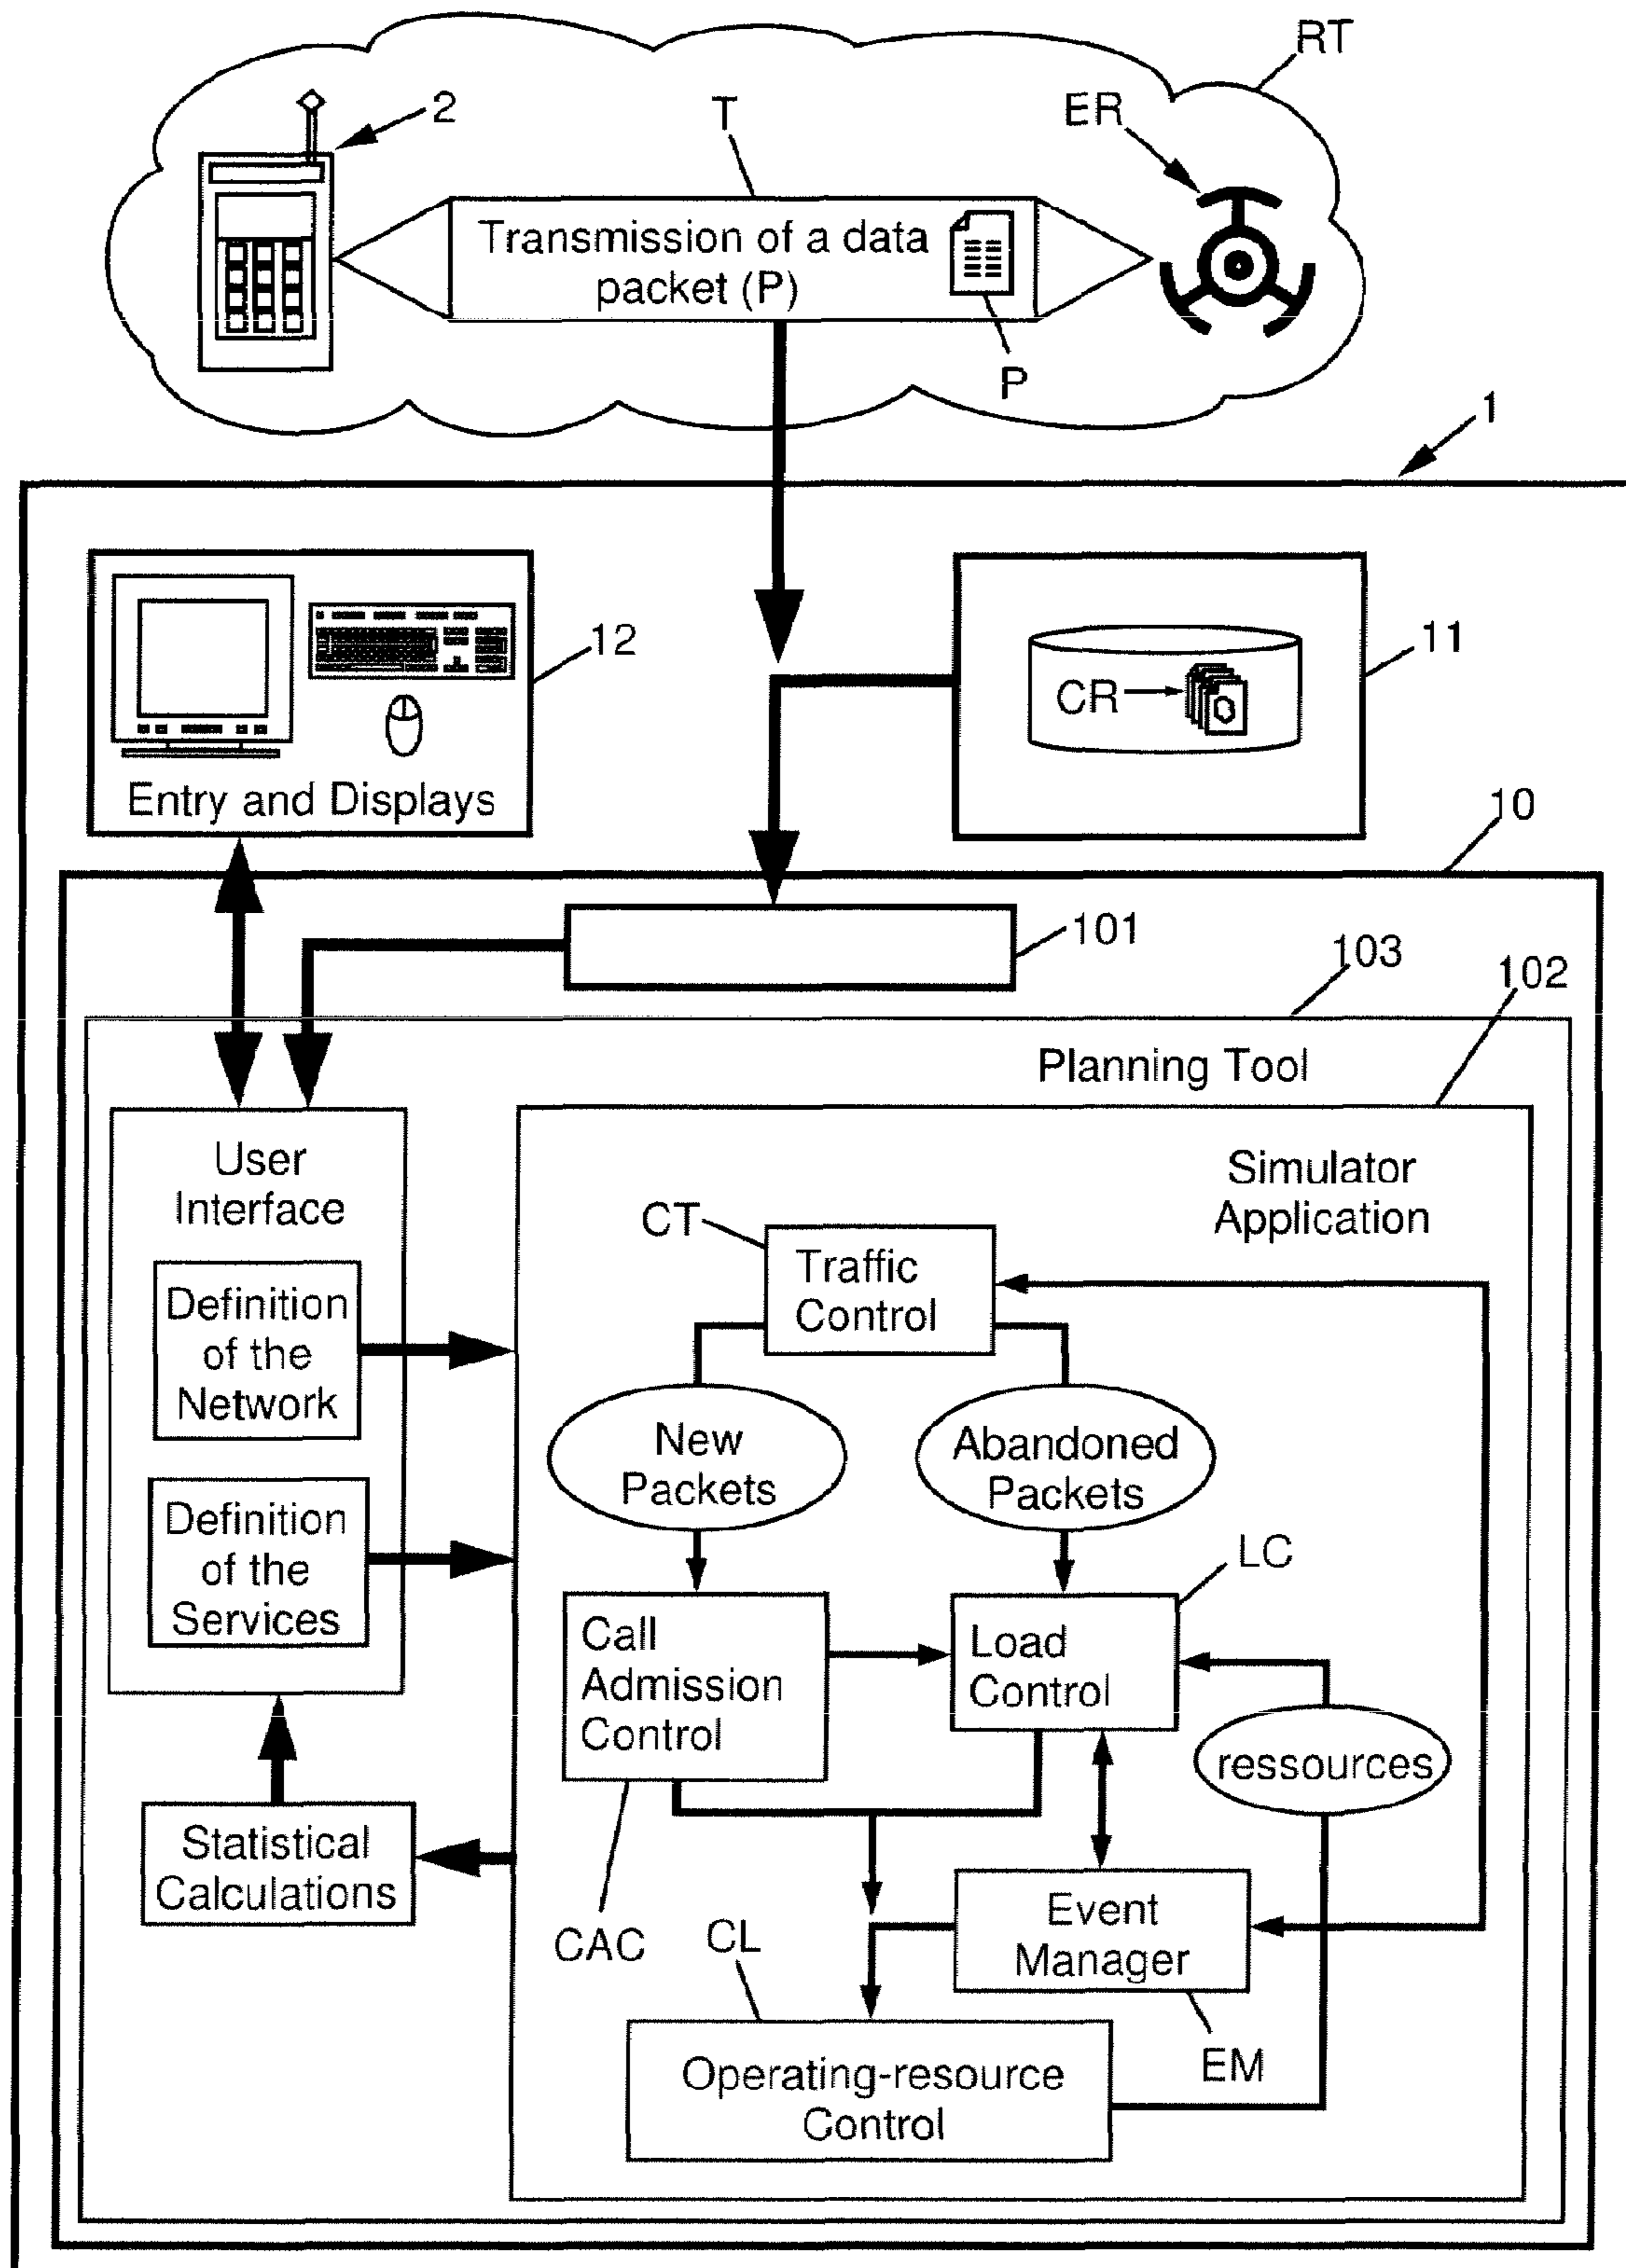 RT
2
T
ER
Transmission of a data
packet (P)
P
1
12
11
CR
Entry and Displays
10
101
103
102
Planning Tool
User
Interface
Simulator
Application
CT
Traffic
Control
Definition
of the
Network
New
Packets
Abandoned
Packets
Definition
of the
Services
LC
Call
Admission
Control
Load
Control
ressources
Statistical
Calculations
CAC
CL
Event
Manager
EM
Operating-resource
Control